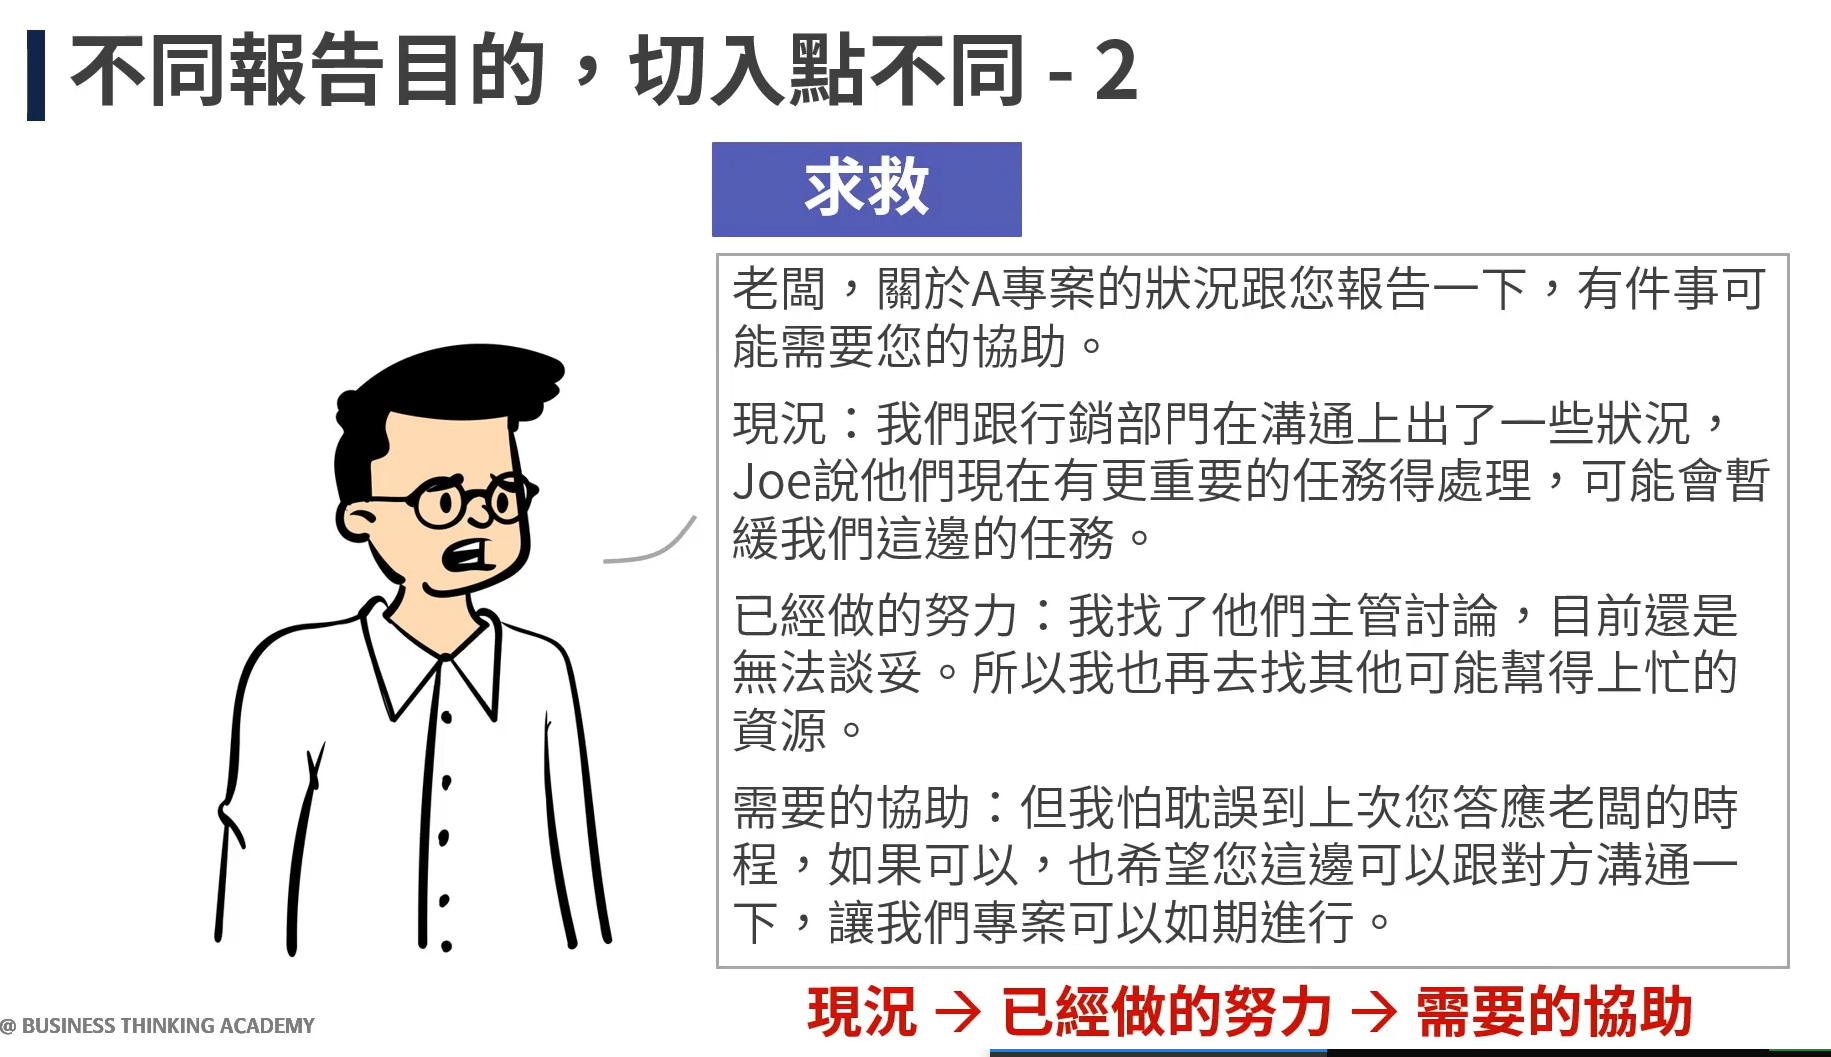 不同報告目的，切入點不同 - 2
求救
老闆，關於A專案的狀況跟您報告一下，有件事可
能需要您的協助。
現況：我們跟行銷部門在溝通上出了一些狀況，
Joe說他們現在有更重要的任務得處理，可能會暫
緩我們這邊的任務。
已經做的努力：我找了他們主管討論，目前還是
無法談妥。所以我也再去找其他可能幫得上忙的
資源。
需要的協助：但我怕耽誤到上次您答應老闆的時
程，如果可以，也希望您這邊可以跟對方溝通一
下，讓我們專案可以如期進行。
現況 → 已經做的努力 → 需要的協助
@ BUSINESS THINKING ACADEMY